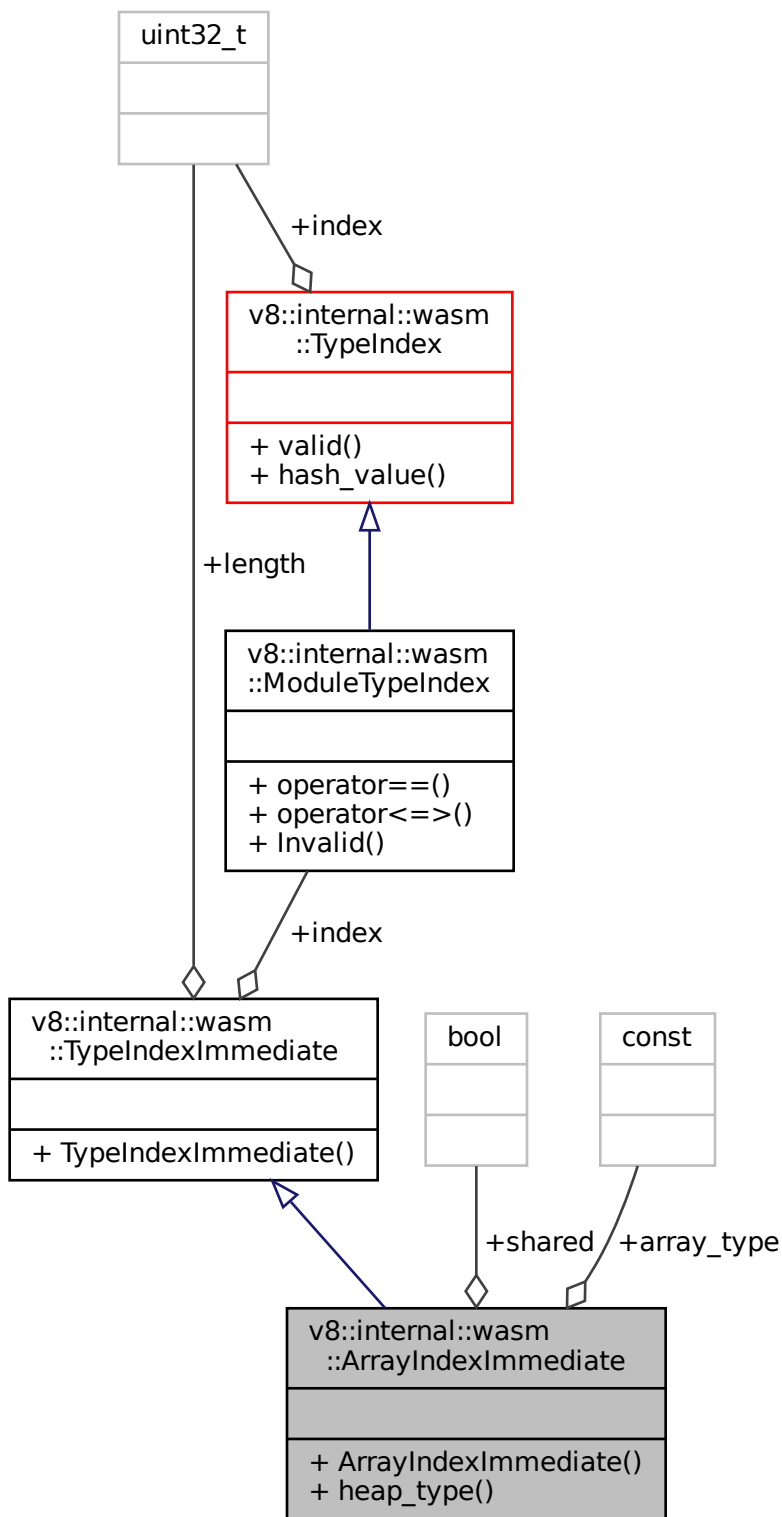 uint32_t
+index
v8::internal::wasm
::TypeIndex
+ valid()
+ hash_value()
+length
v8::internal::wasm
::ModuleTypeIndex
+ operator==()
+ operator<=>()
+ Invalid()
+index
v8::internal::wasm
::TypeIndexImmediate
+ TypeIndexImmediate()
bool
const
+shared
+array_type
v8::internal::wasm
::ArrayIndexImmediate
+ ArrayIndexImmediate()
+ heap_type()